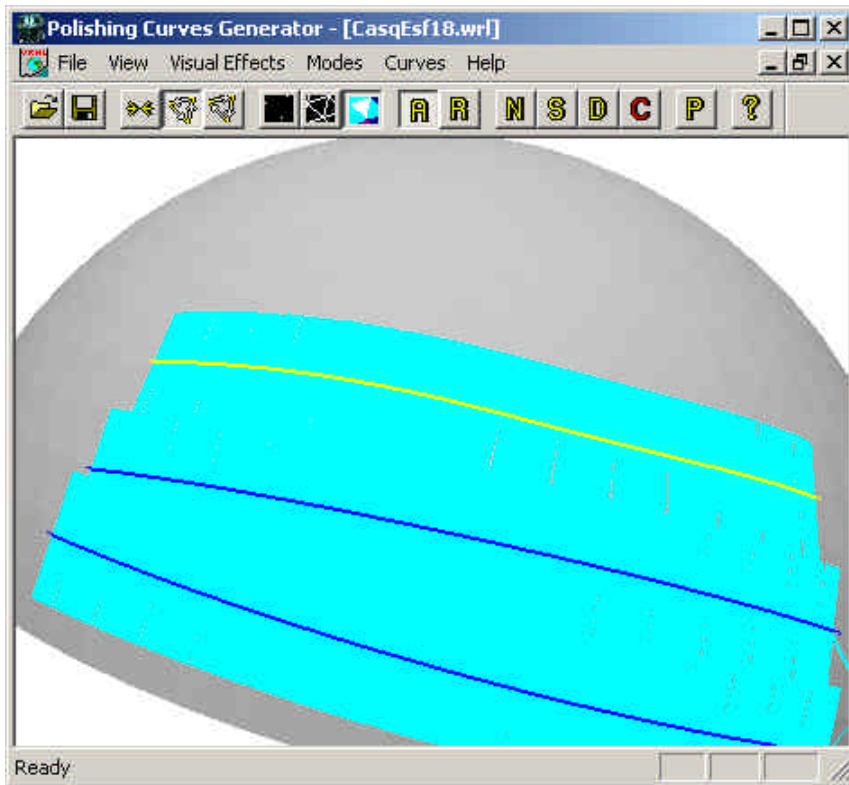 Polishing Curves Generator - [CasqEsf18.wrl]
File View Visual Effects Modes Curves Help
A R N S D C P ?
Ready